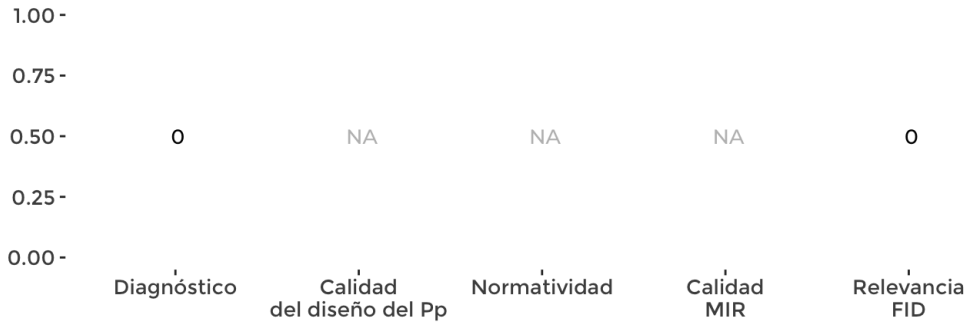 1.00
0.75
0.50
0.25
0.00
0 NA NA NA 0
Diagnóstico
Calidad
del diseño del Pp
Normatividad
Calidad
MIR
Relevancia
FID